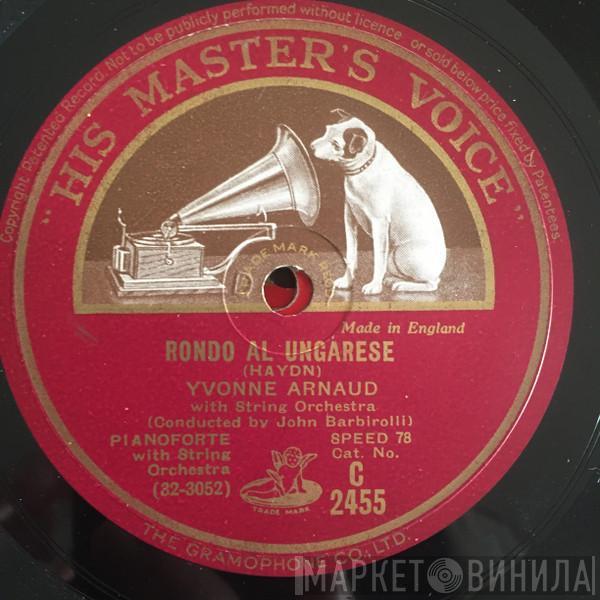 Copyright Patented Record. Not to be publicly performed without licence or sold below price fixed by Patentees.
"HIS MASTER'S VOICE"
TRADE MARK REGD
Made in England
RONDO AL UNGARESE
(HAYDN)
YVONNE ARNAUD
with String Orchestra
(Conducted by John Barbirolli)
PIANOFORTE
with String
Orchestra
(32-3052)
TRADE MARK
SPEED 78
Cat. No.
C
2455
THE GRAMOPHONE CO., LTD.
МАРКЕТ ВИНИЛА